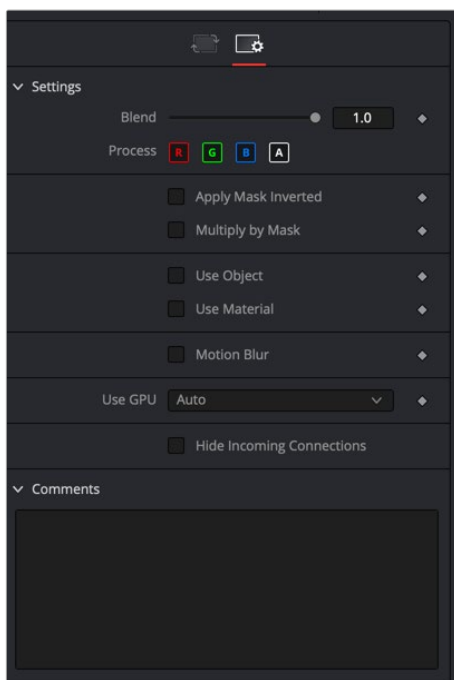 Settings
Blend 1.0
Process R G B A
Apply Mask Inverted
Multiply by Mask
Use Object
Use Material
Motion Blur
Use GPU Auto
Hide Incoming Connections
Comments